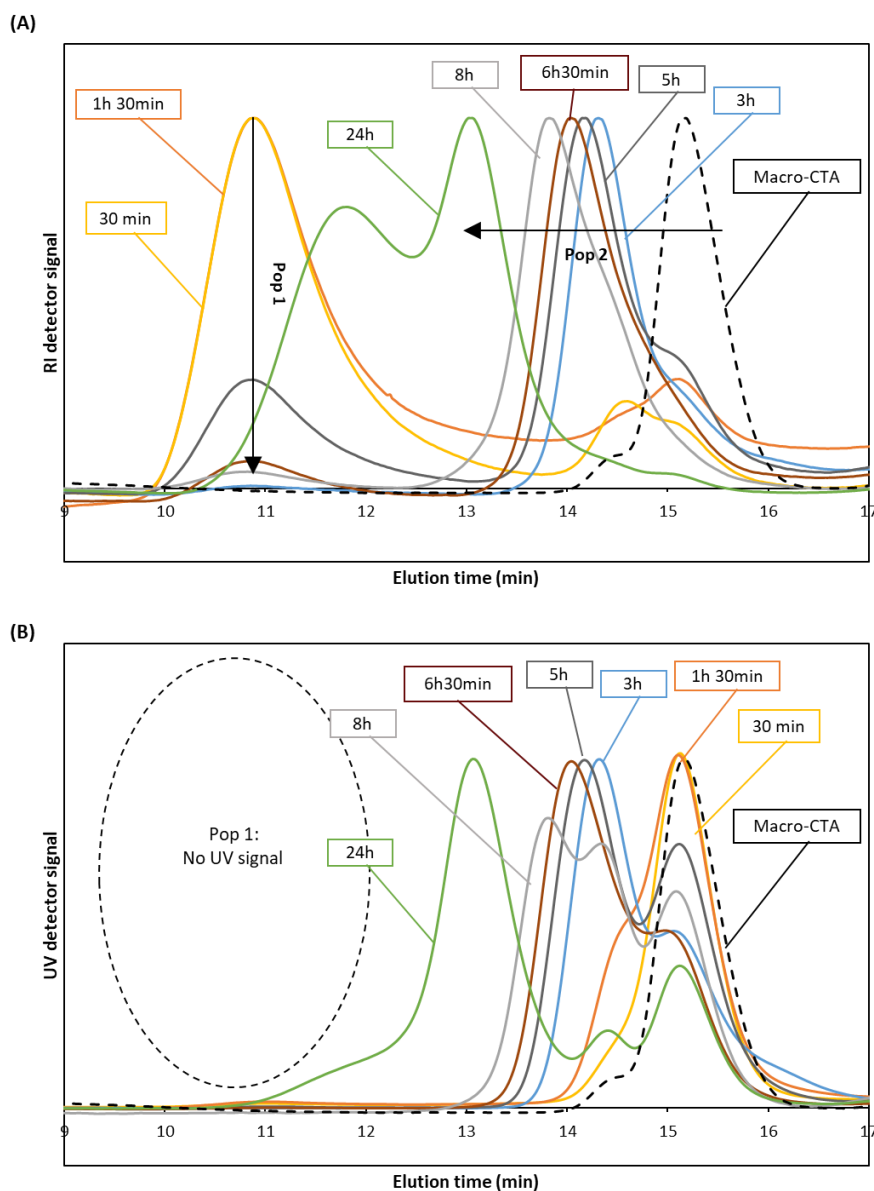 (A)
8h
6h30min
5h
1h 30min
3h
24h
Macro-CTA
30 min
Pop 1
Pop 2
RI detector signal
9 10 11 12 13 14 15 16 17
Elution time (min)
(B)
6h30min
5h
3h
1h 30min
8h
30 min
Pop 1:
No UV signal
24h
Macro-CTA
UV detector signal
9 10 11 12 13 14 15 16 17
Elution time (min)